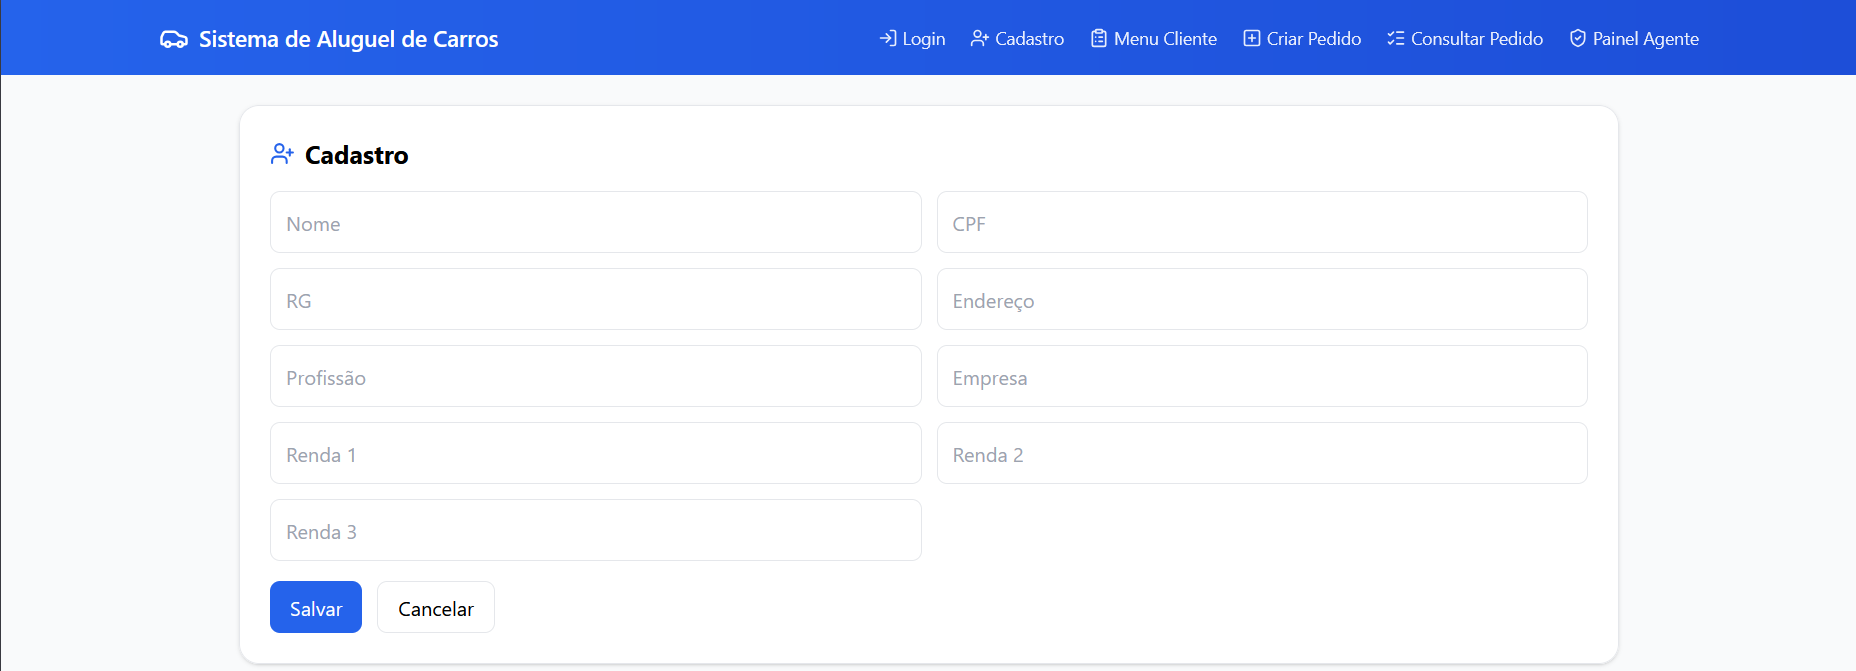 Sistema de Aluguel de Carros
Login Cadastro Menu Cliente Criar Pedido Consultar Pedido Painel Agente
Cadastro
Nome CPF
RG Endereço
Profissão Empresa
Renda 1 Renda 2
Renda 3
Salvar Cancelar